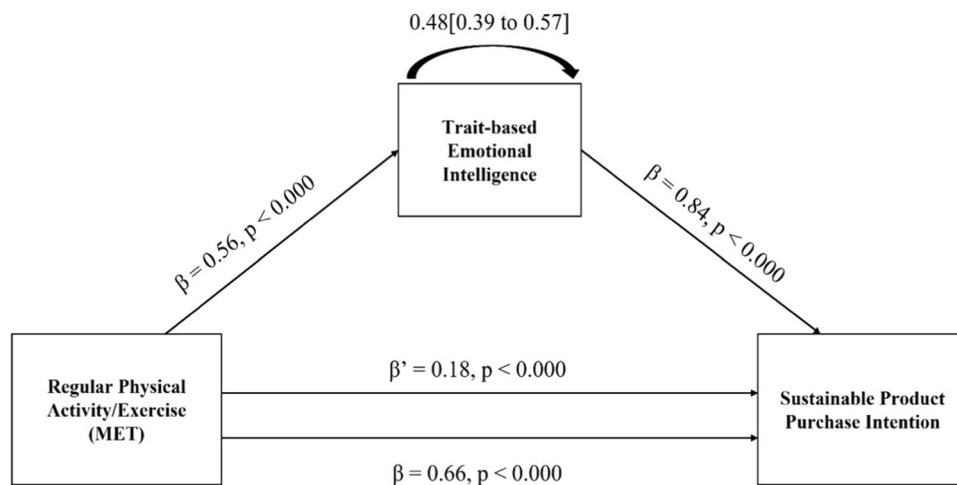 0.48[0.39 to 0.57]
Trait-based
Emotional
Intelligence
β = 0.56, p < 0.000
β = 0.84, p < 0.000
Regular Physical
Activity/Exercise
(MET)
β’ = 0.18, p < 0.000
Sustainable Product
Purchase Intention
β = 0.66, p < 0.000